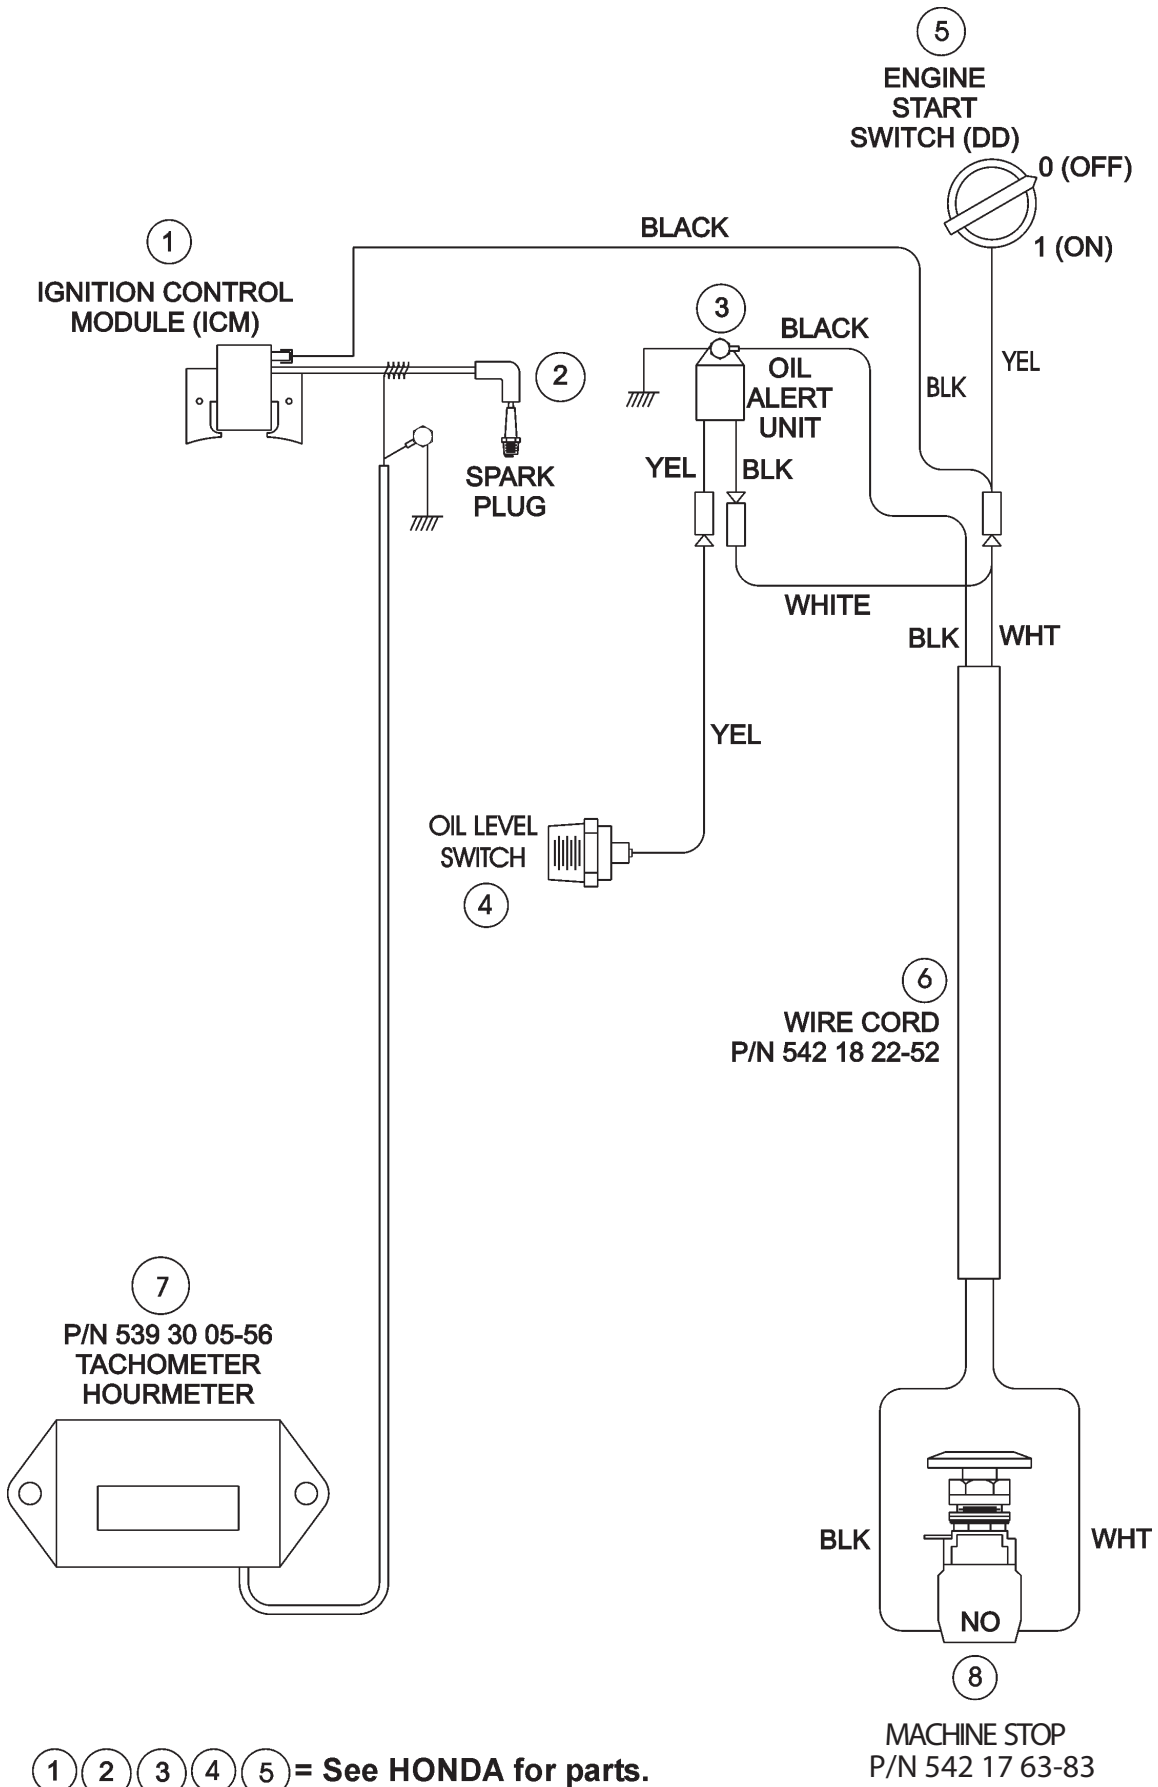 5
ENGINE
START
SWITCH (DD)
0 (OFF)
1 (ON)
1
IGNITION CONTROL
MODULE (ICM)
BLACK
3
BLACK
OIL
ALERT
UNIT
YEL
BLK
2
SPARK
PLUG
YEL
BLK
WHITE
BLK
WHT
YEL
OIL LEVEL
SWITCH
4
6
WIRE CORD
P/N 542 18 22-52
7
P/N 539 30 05-56
TACHOMETER
HOURMETER
BLK
WHT
NO
8
MACHINE STOP
P/N 542 17 63-83
1 2 3 4 5 = See HONDA for parts.